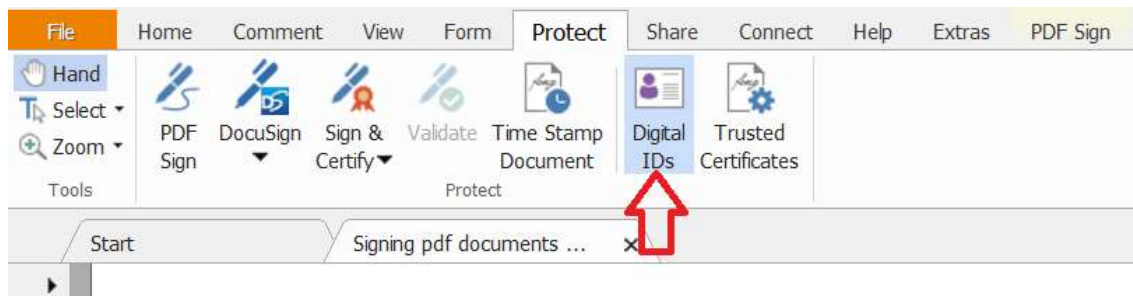 File Home Comment View Form Protect Share Connect Help Extras PDF Sign
Hand
Select
Zoom
Tools
PDF
Sign
DocuSign
DS
Sign &
Certify
Validate
Time Stamp
Document
Digital
IDs
Trusted
Certificates
Protect
Start
Signing pdf documents ...